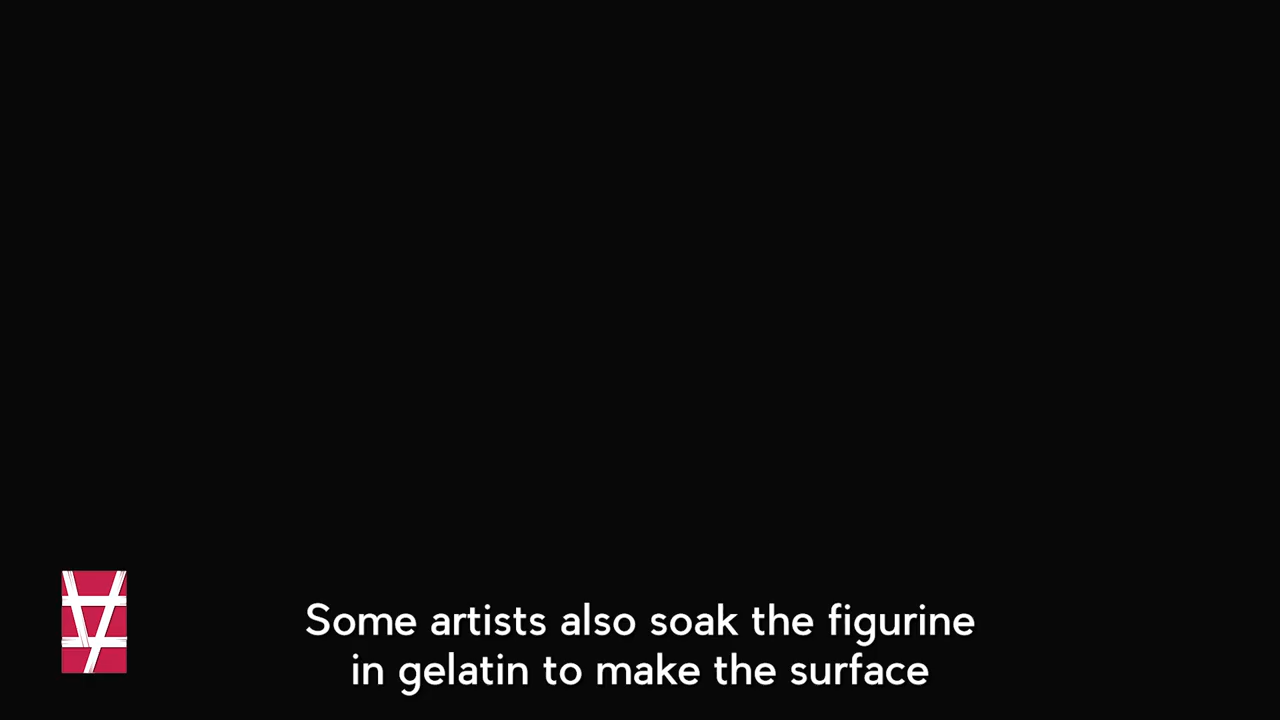 Some artists also soak the figurine
in gelatin to make the surface